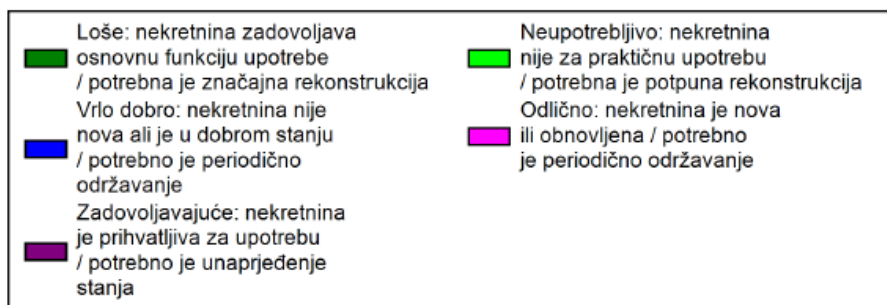 Loše: nekretnina zadovoljava
osnovnu funkciju upotrebe
/ potrebna je značajna rekonstrukcija
Vrlo dobro: nekretnina nije
nova ali je u dobrom stanju
/ potrebno je periodično
održavanje
Zadovoljavajuće: nekretnina
je prihvatljiva za upotrebu
/ potrebno je unaprjeđenje
stanja
Neupotrebljivo: nekretnina
nije za praktičnu upotrebu
/ potrebna je potpuna rekonstrukcija
Odlično: nekretnina je nova
ili obnovljena / potrebno
je periodično održavanje